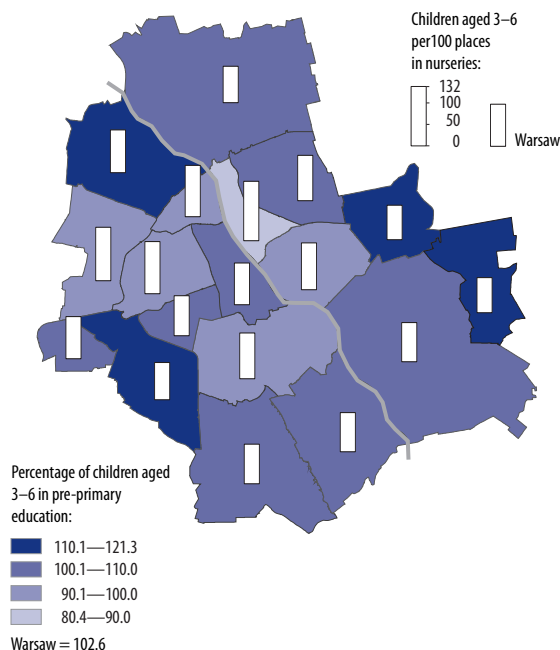 Children aged 3–6
per100 places
in nurseries:
132
100
50
0
Warsaw
Percentage of children aged
3–6 in pre-primary
education:
110.1—121.3
100.1—110.0
90.1—100.0
80.4—90.0
Warsaw = 102.6